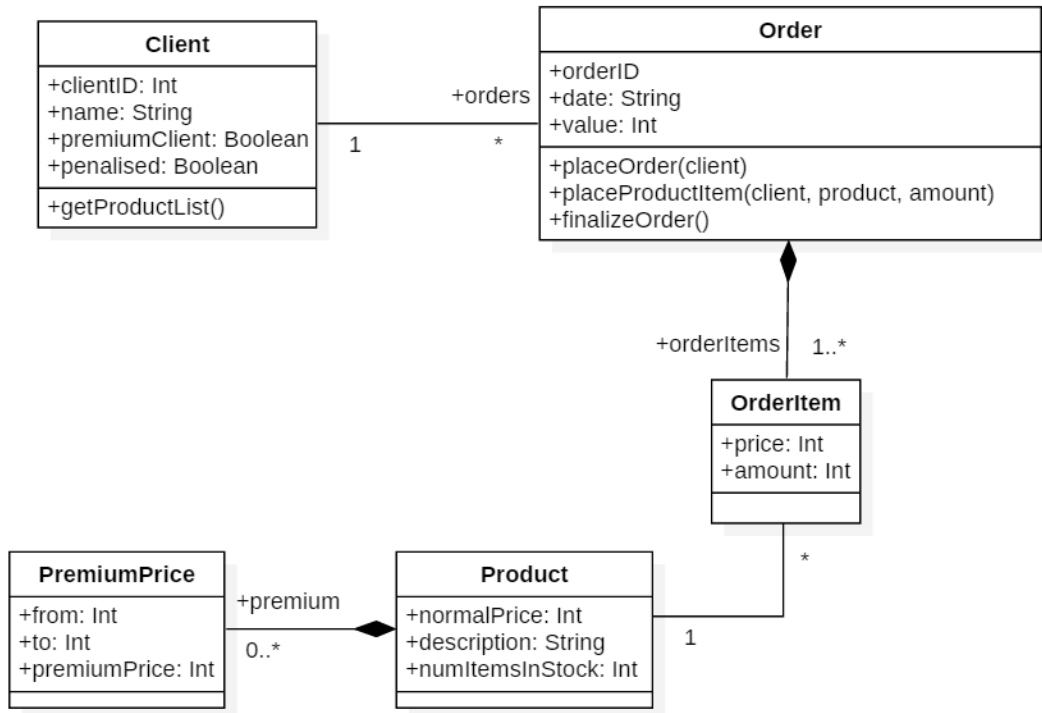 Client
+clientID: Int
+name: String
+premiumClient: Boolean
+penalised: Boolean
+getProductList()
+orders
1
*
Order
+orderID
+date: String
+value: Int
+placeOrder(client)
+placeProductItem(client, product, amount)
+finalizeOrder()
+orderItems
1..*
OrderItem
+price: Int
+amount: Int
*
PremiumPrice
+from: Int
+to: Int
+premiumPrice: Int
+premium
0..*
Product
+normalPrice: Int
+description: String
+numItemsInStock: Int
1